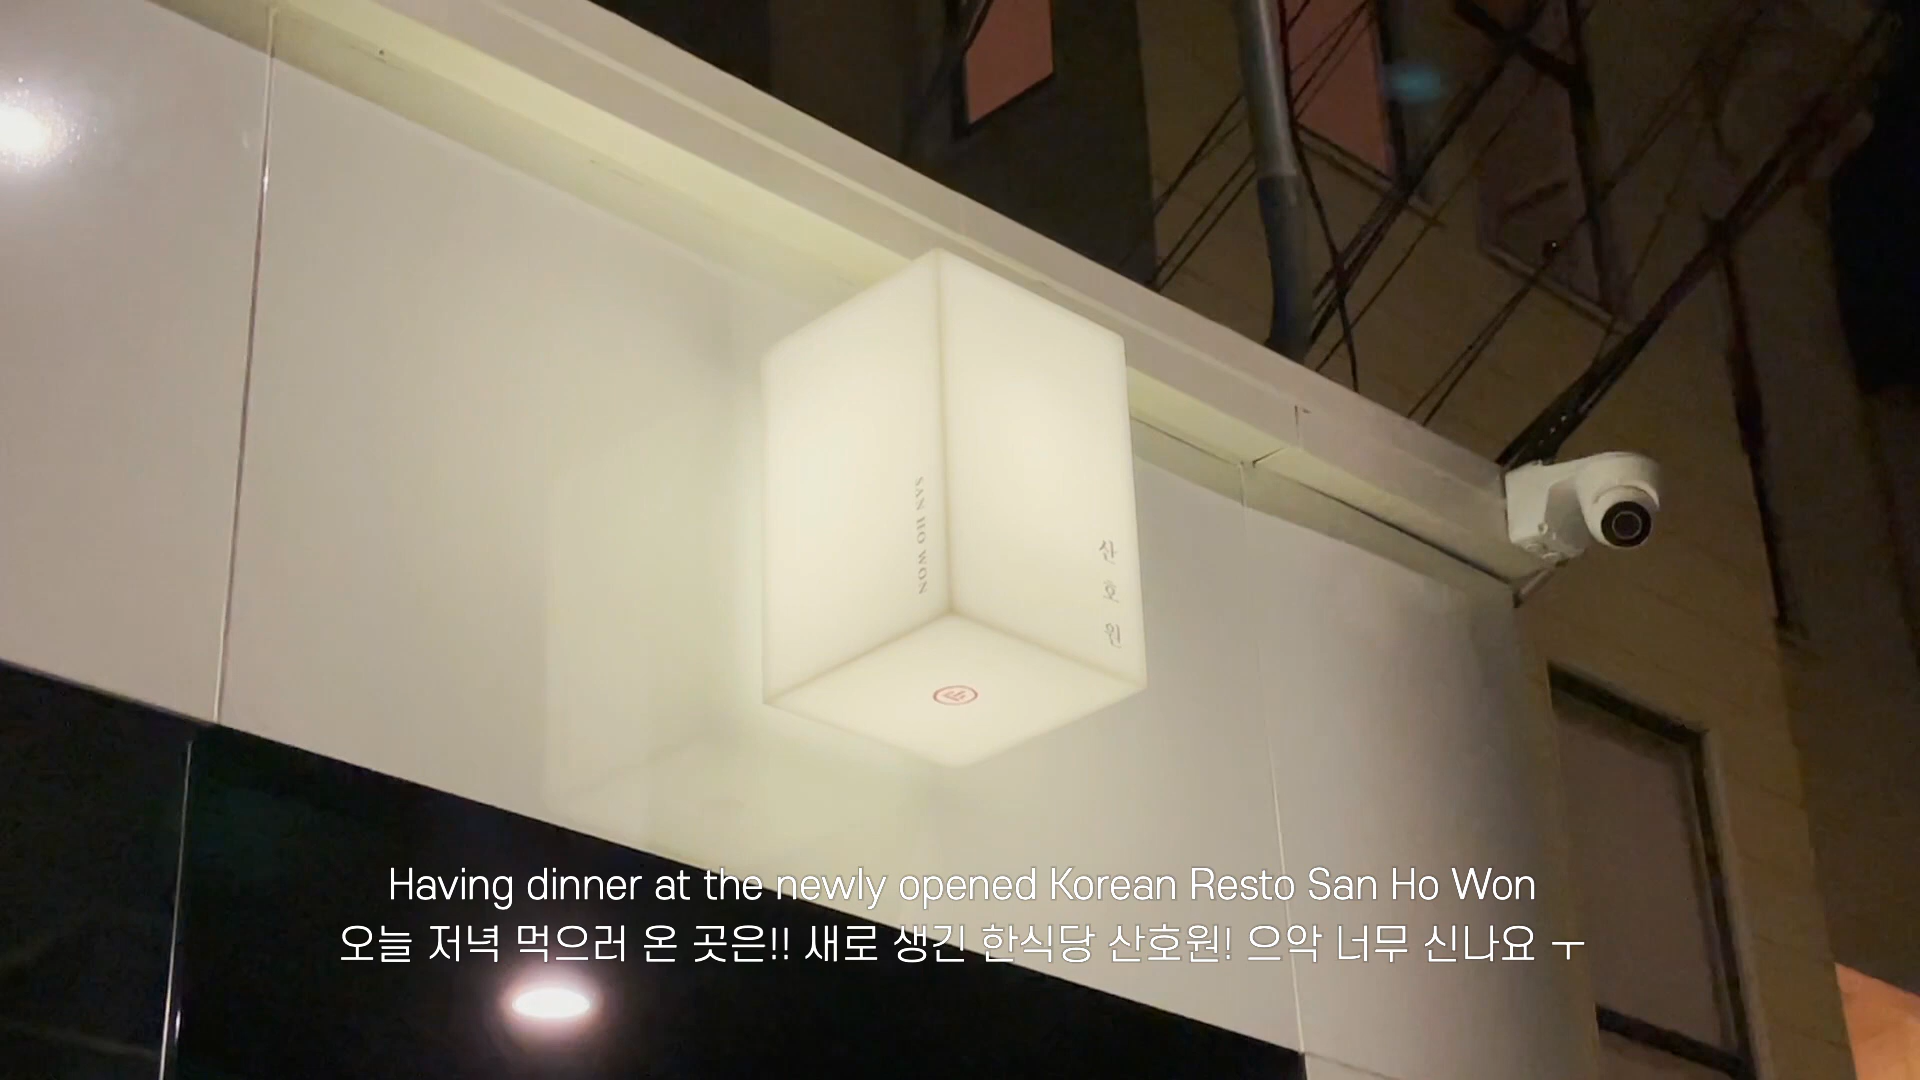 SAN HO WON
산호원
Having dinner at the newly opened Korean Resto San Ho Won
오늘 저녁 먹으러 온 곳은!! 새로 생긴 한식당 산호원! 으악 너무 신나요 ㅜ